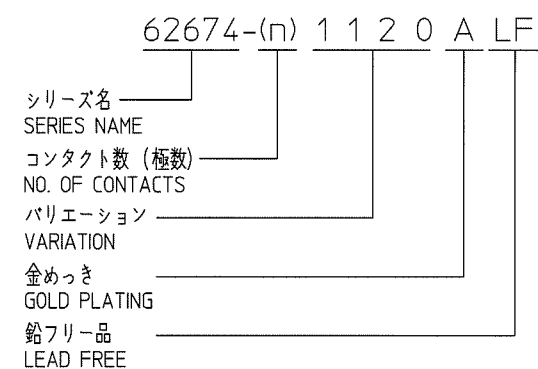 62674-(n) 1 1 2 0 A LF
シリーズ名
SERIES NAME
コンタクト数 (極数)
NO. OF CONTACTS
バリエーション
VARIATION
金めっき
GOLD PLATING
鉛フリー品
LEAD FREE